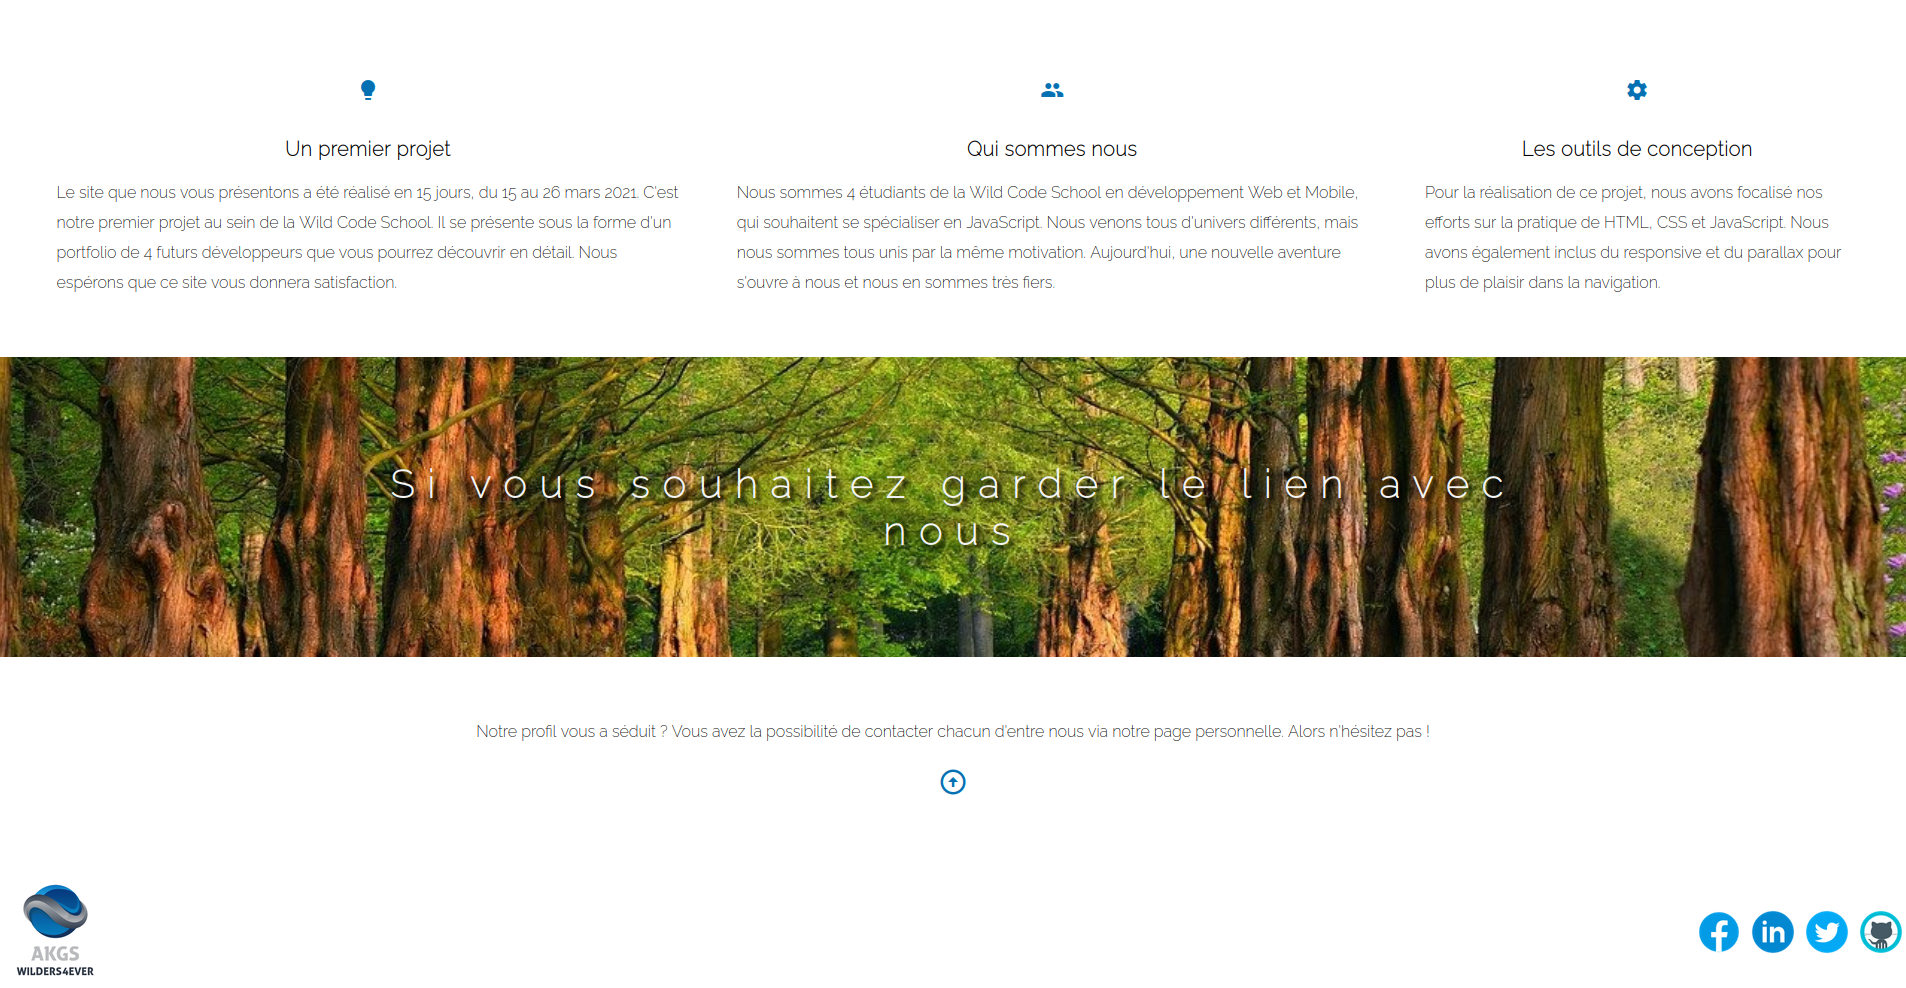 Un premier projet
Le site que nous vous présentons a été réalisé en 15 jours, du 15 au 26 mars 2021. C'est
notre premier projet au sein de la Wild Code School. Il se présente sous la forme d'un
portfolio de 4 futurs développeurs que vous pourrez découvrir en détail. Nous
espérons que ce site vous donnera satisfaction.
Qui sommes nous
Nous sommes 4 étudiants de la Wild Code School en développement Web et Mobile,
qui souhaitent se spécialiser en JavaScript. Nous venons tous d'univers différents, mais
nous sommes tous unis par la même motivation. Aujourd'hui, une nouvelle aventure
s'ouvre à nous et nous en sommes très fiers.
Les outils de conception
Pour la réalisation de ce projet, nous avons focalisé nos
efforts sur la pratique de HTML, CSS et JavaScript. Nous
avons également inclus du responsive et du parallax pour
plus de plaisir dans la navigation.
Si vous souhaitez garder le lien avec
nous
Notre profil vous a séduit ? Vous avez la possibilité de contacter chacun d'entre nous via notre page personnelle. Alors n'hésitez pas !
AKGS
WILDERS4EVER